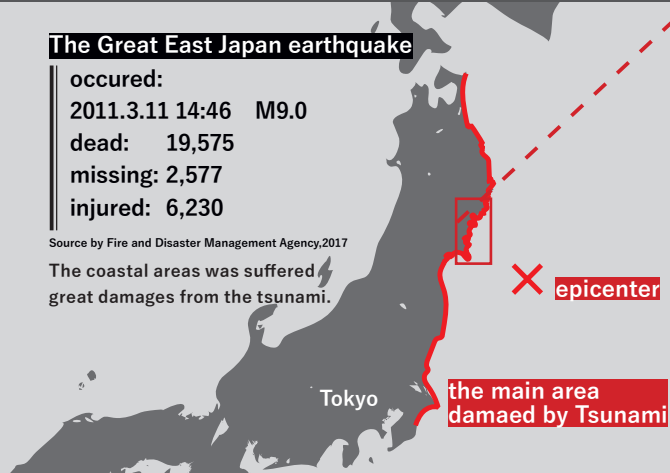 The Great East Japan earthquake
occured:
2011.3.11 14:46 M9.0
dead: 19,575
missing: 2,577
injured: 6,230
Source by Fire and Disaster Management Agency,2017
The coastal areas was suffered
great damages from the tsunami.
epicenter
Tokyo
the main area
damaed by Tsunami